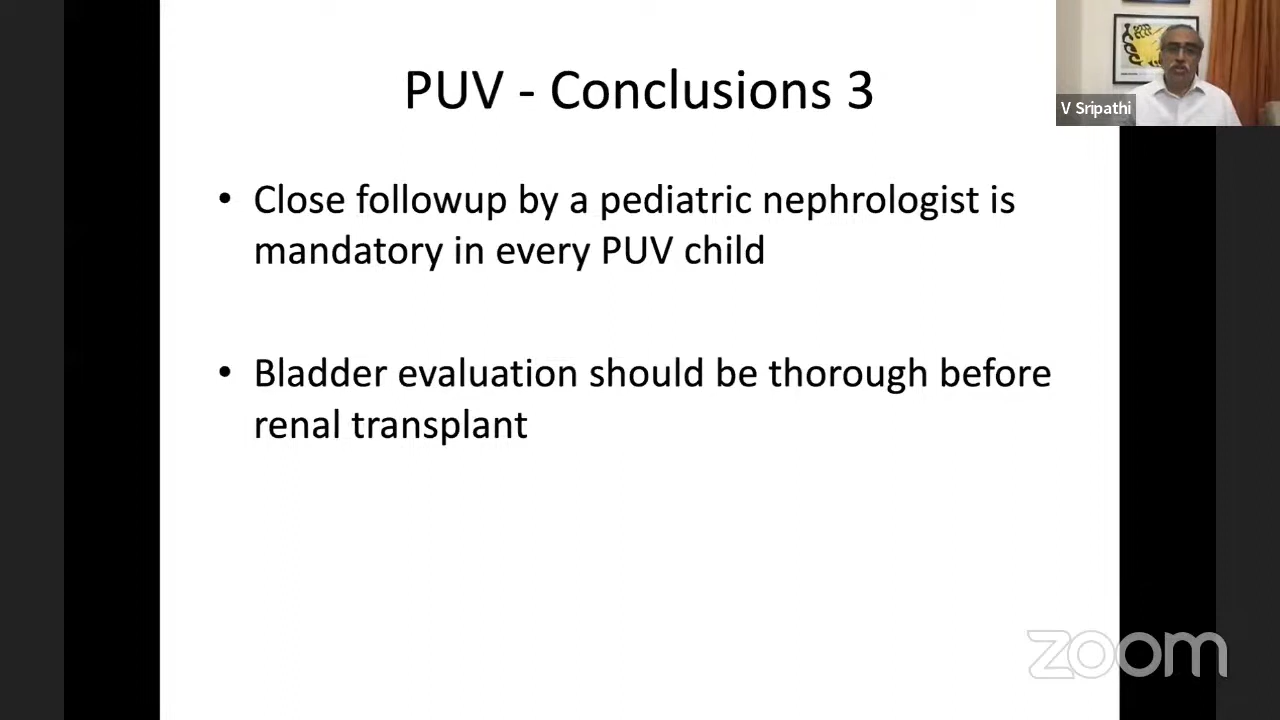 PUV - Conclusions 3
V Sripathi
• Close followup by a pediatric nephrologist is
mandatory in every PUV child
• Bladder evaluation should be thorough before
renal transplant
zoom